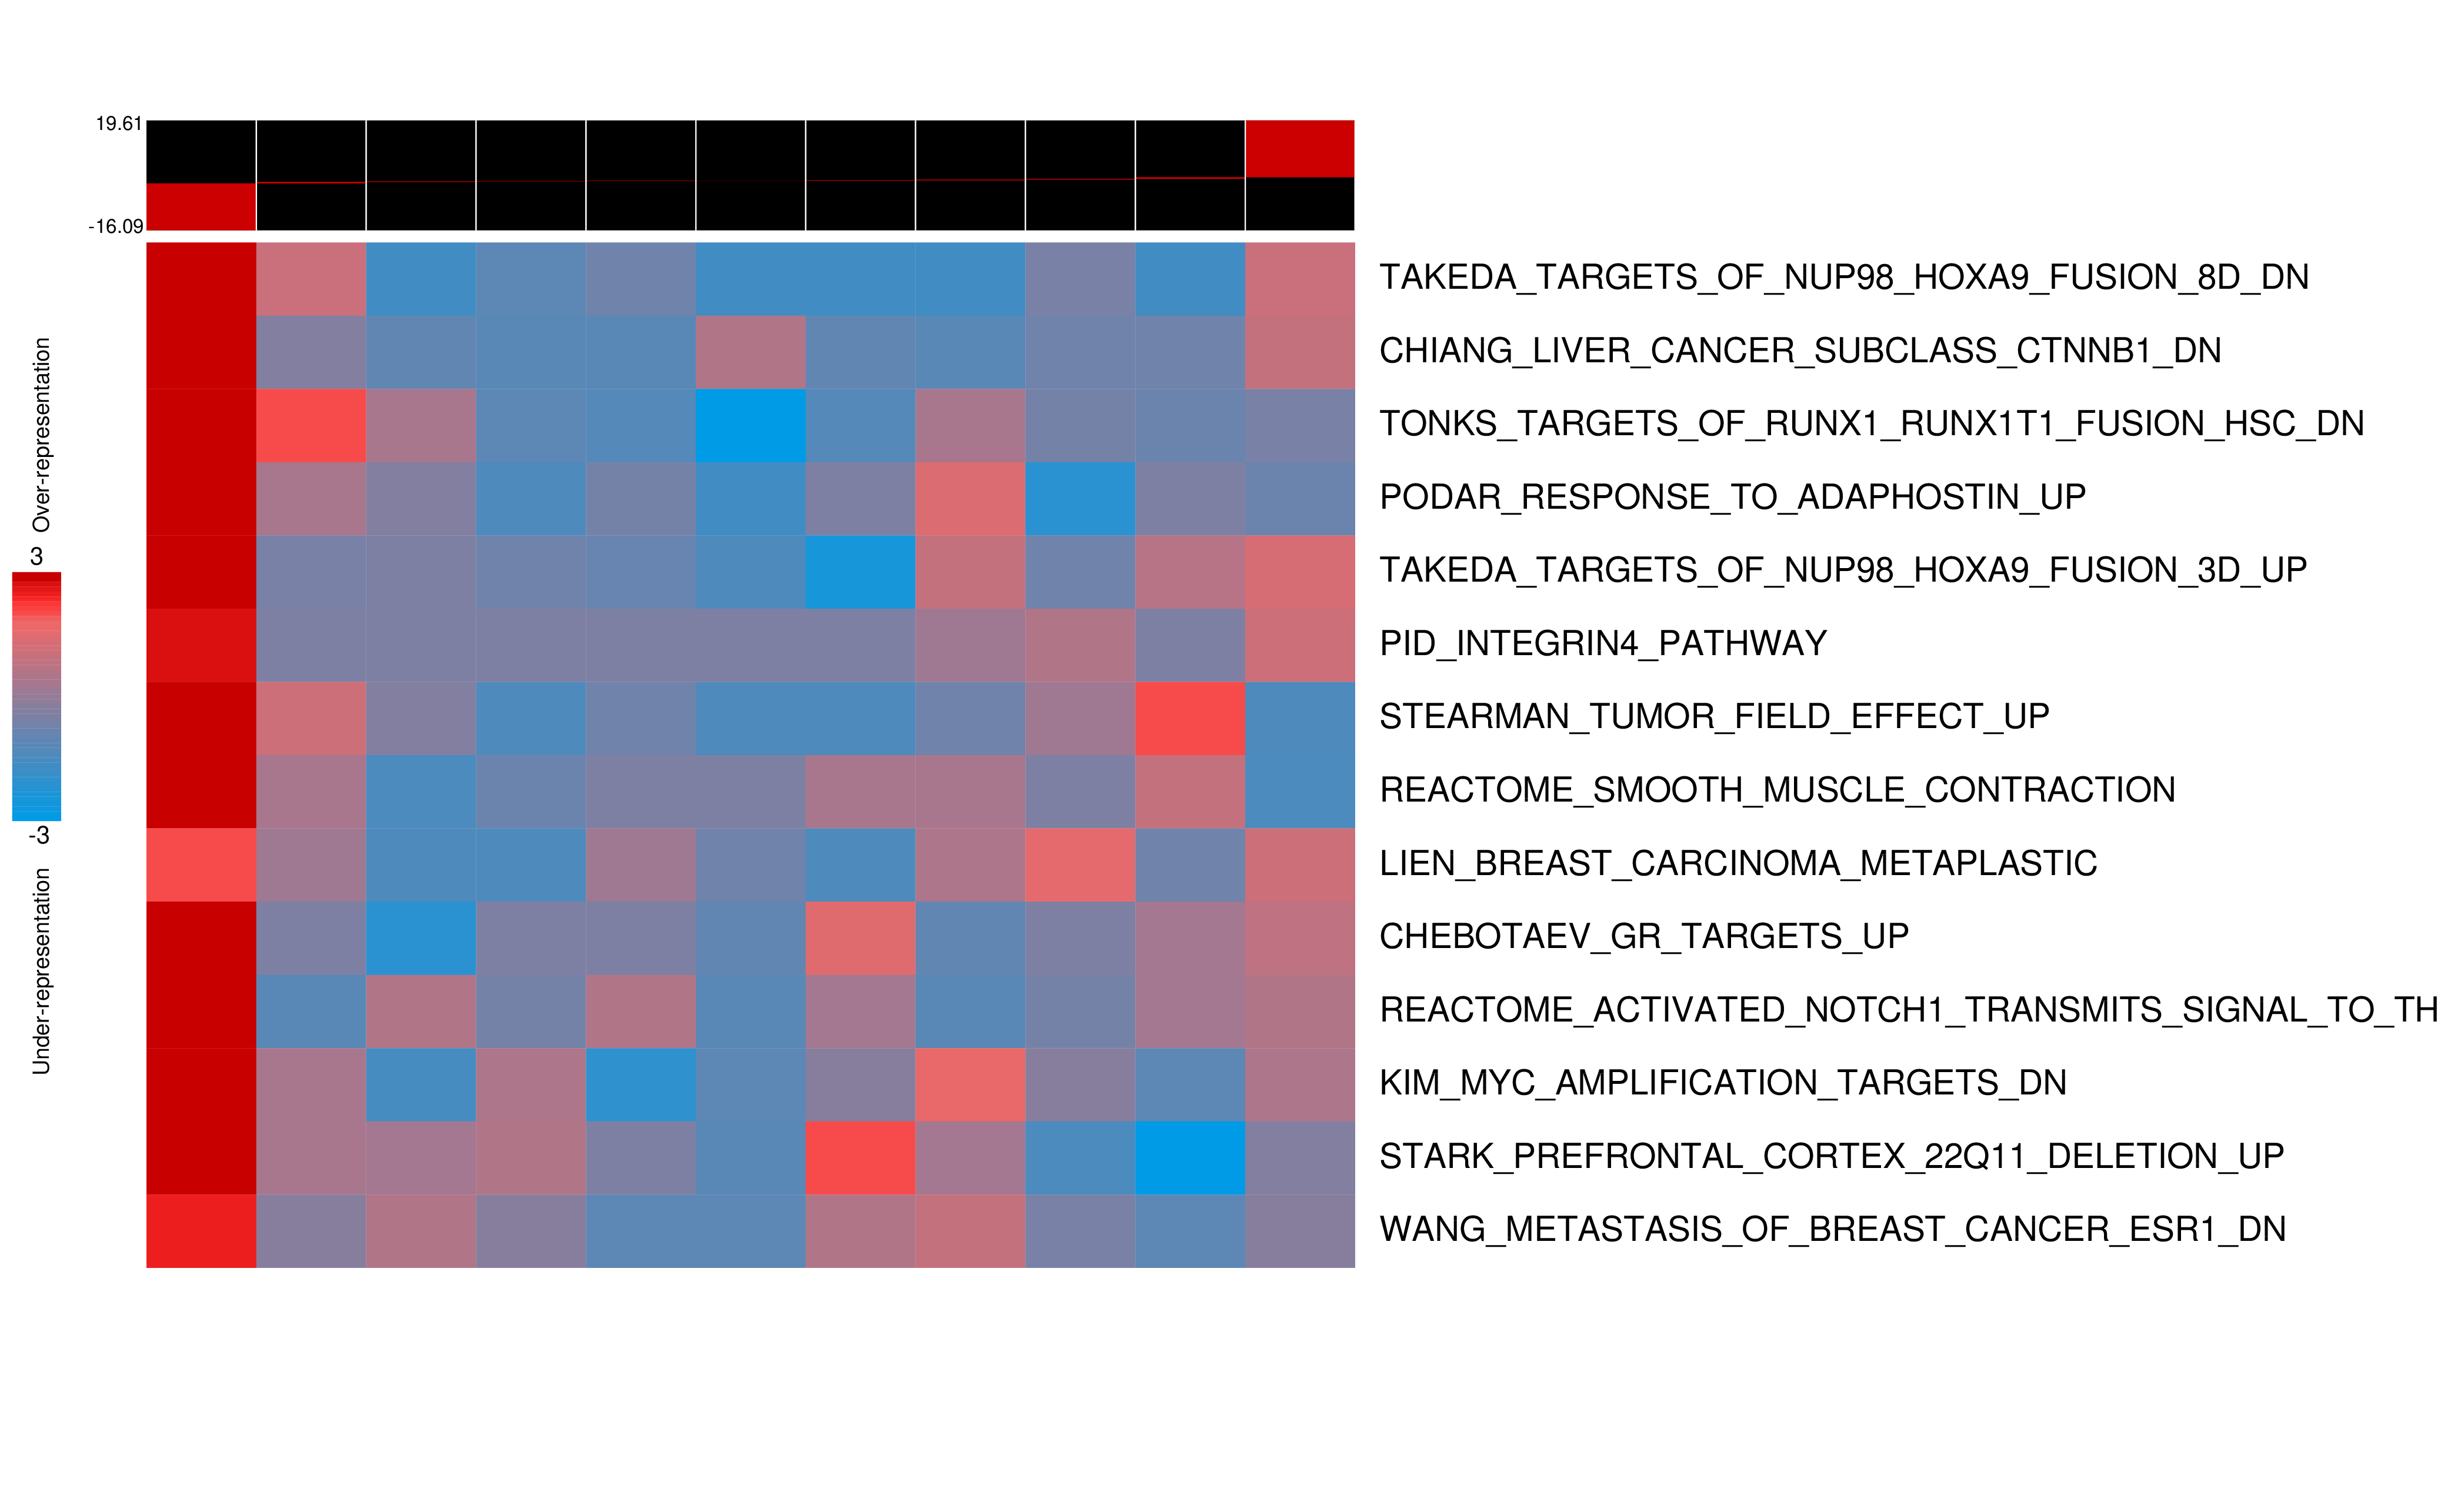 19.61
-16.09
Over-representation
3
-3
Under-representation
TAKEDA_TARGETS_OF_NUP98_HOXA9_FUSION_8D_DN
CHIANG_LIVER_CANCER_SUBCLASS_CTNNB1_DN
TONKS_TARGETS_OF_RUNX1_RUNX1T1_FUSION_HSC_DN
PODAR_RESPONSE_TO_ADAPHOSTIN_UP
TAKEDA_TARGETS_OF_NUP98_HOXA9_FUSION_3D_UP
PID_INTEGRIN4_PATHWAY
STEARMAN_TUMOR_FIELD_EFFECT_UP
REACTOME_SMOOTH_MUSCLE_CONTRACTION
LIEN_BREAST_CARCINOMA_METAPLASTIC
CHEBOTAEV_GR_TARGETS_UP
REACTOME_ACTIVATED_NOTCH1_TRANSMITS_SIGNAL_TO_TH
KIM_MYC_AMPLIFICATION_TARGETS_DN
STARK_PREFRONTAL_CORTEX_22Q11_DELETION_UP
WANG_METASTASIS_OF_BREAST_CANCER_ESR1_DN